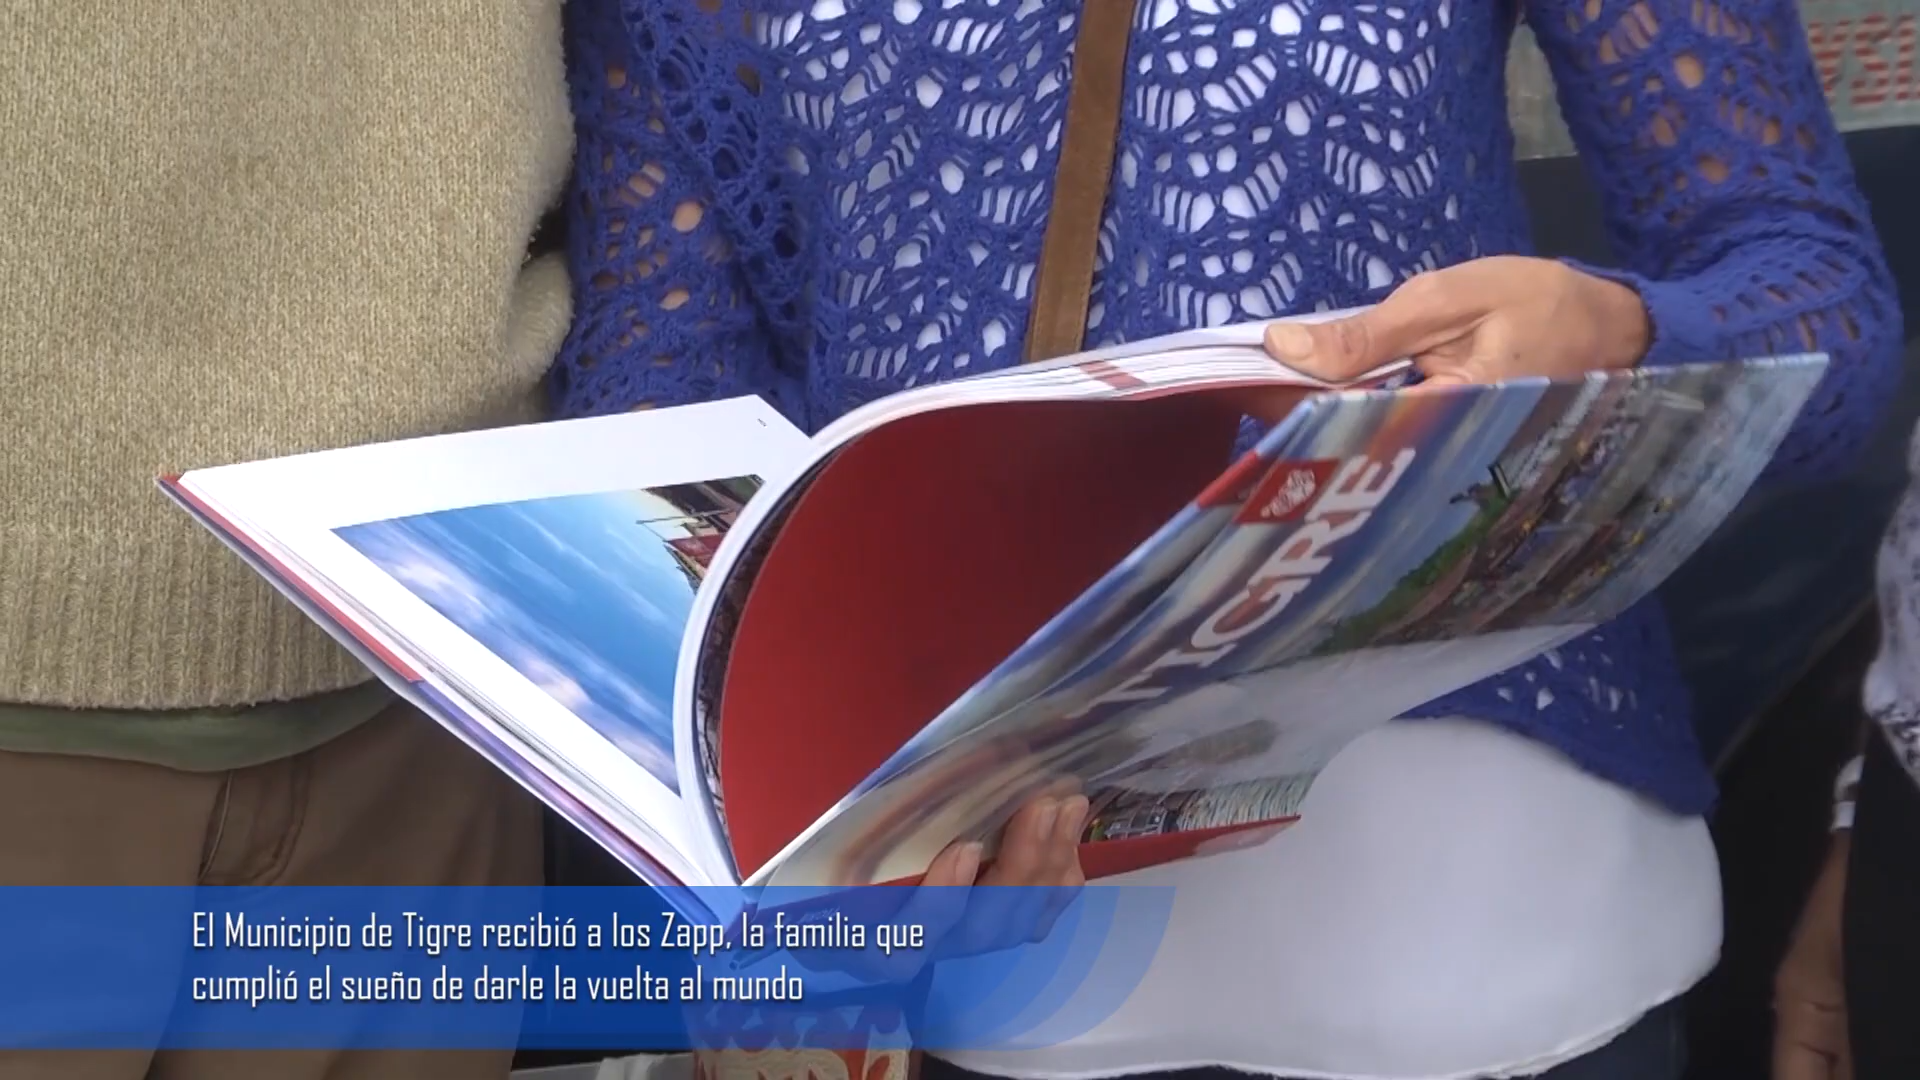 TIGRE
El Municipio de Tigre recibió a los Zapp, la familia que
cumplió el sueño de darle la vuelta al mundo